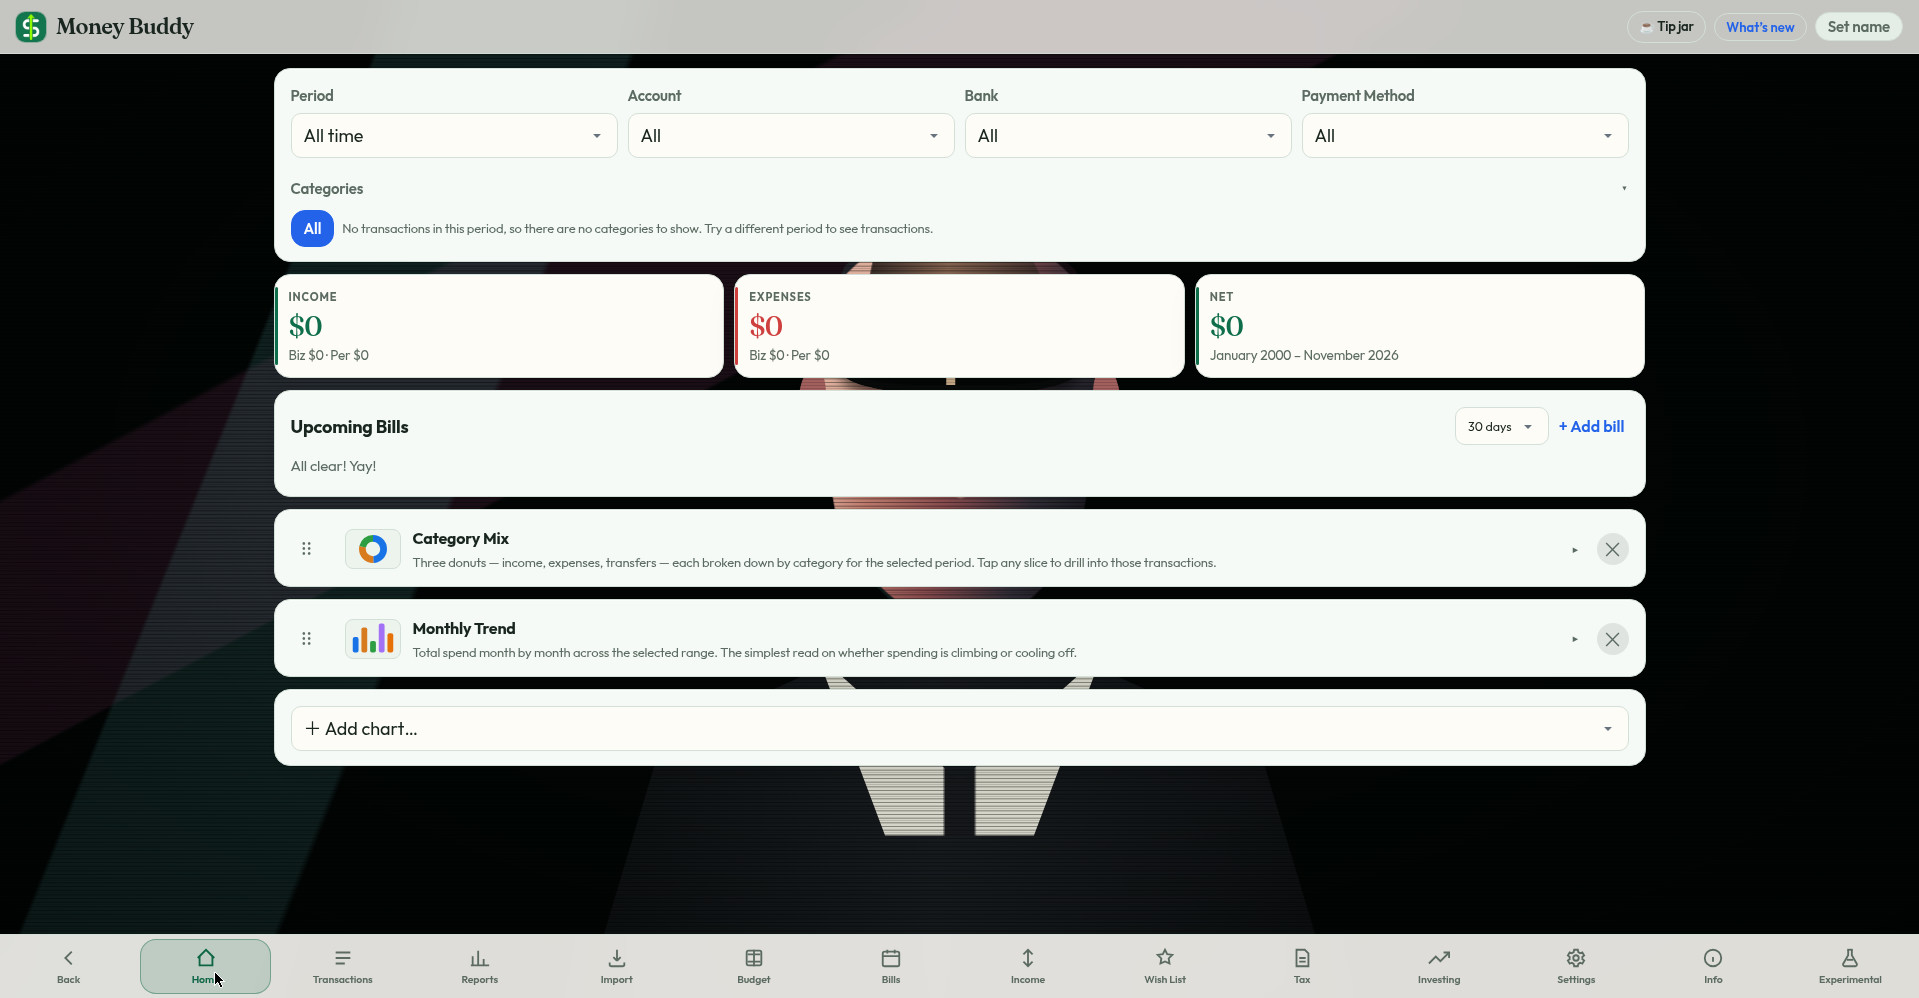 Money Buddy
Tip jar
What's new
Set name
Period
Account
Bank
Payment Method
All time
All
All
All
Categories
All
No transactions in this period, so there are no categories to show. Try a different period to see transactions.
INCOME
$0
Biz $0 · Per $0
EXPENSES
$0
Biz $0 · Per $0
NET
$0
January 2000 – November 2026
Upcoming Bills
30 days
+ Add bill
All clear! Yay!
Category Mix
Three donuts — income, expenses, transfers — each broken down by category for the selected period. Tap any slice to drill into those transactions.
Monthly Trend
Total spend month by month across the selected range. The simplest read on whether spending is climbing or cooling off.
+ Add chart...
Back
Home
Transactions
Reports
Import
Budget
Bills
Income
Wish List
Tax
Investing
Settings
Info
Experimental